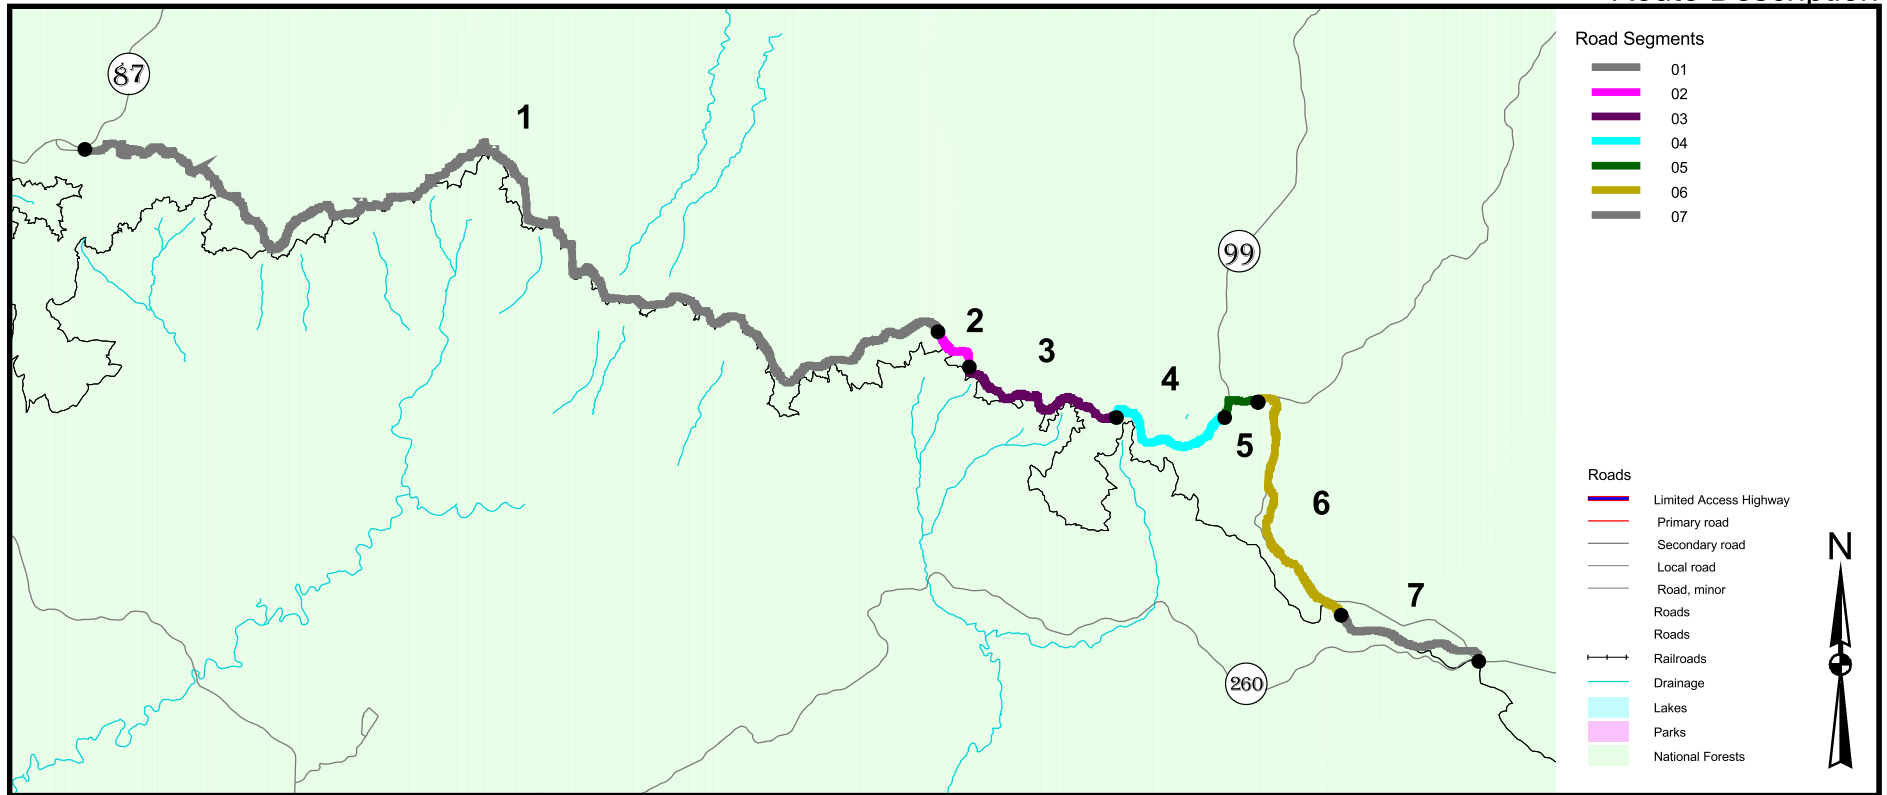 Route Description
87
1
99
2
3
4
5
6
7
260
Road Segments
01
02
03
04
05
06
07
Roads
Limited Access Highway
Primary road
Secondary road
Local road
Road, minor
Roads
Roads
Railroads
Drainage
Lakes
Parks
National Forests
N